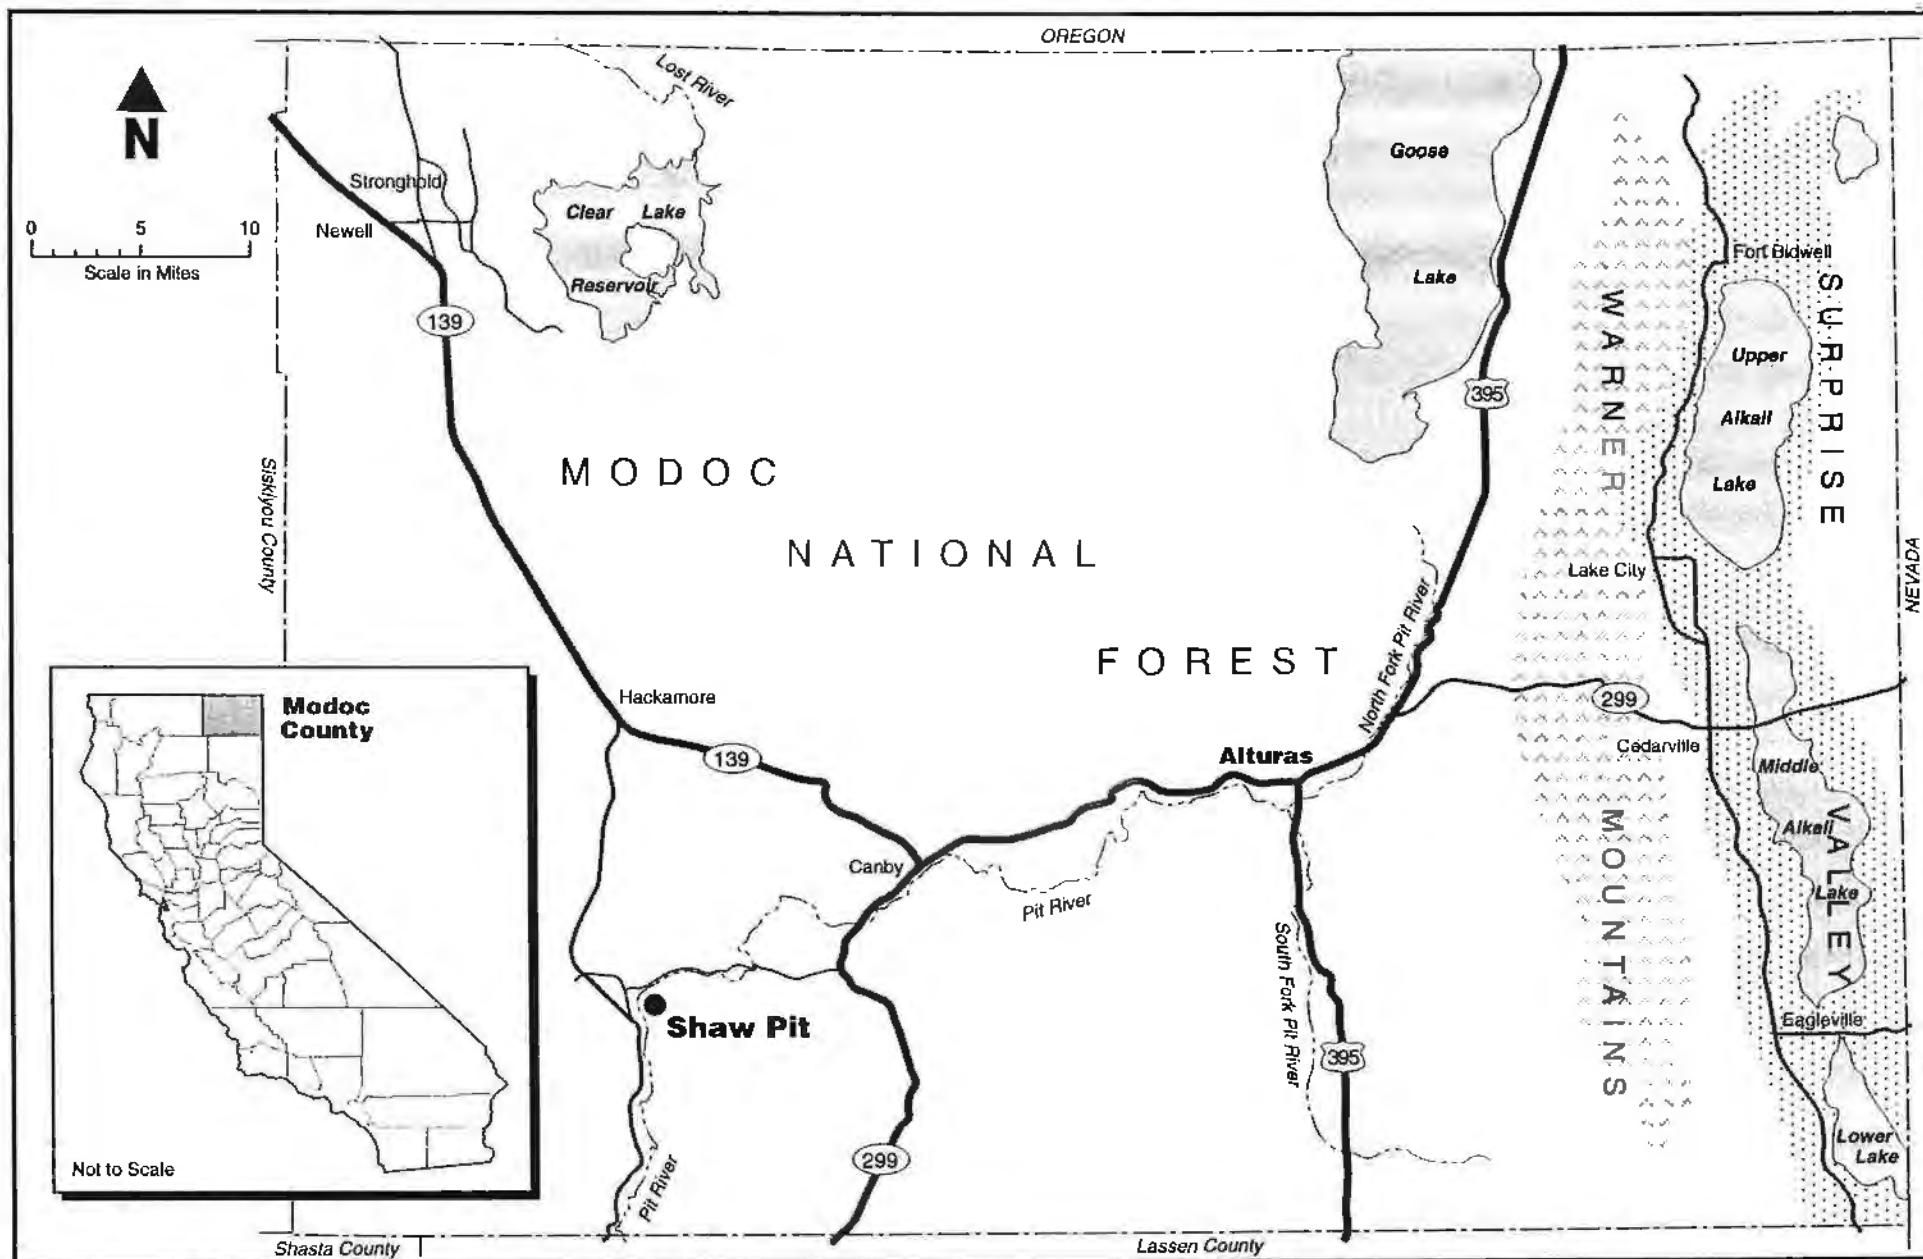 OREGON
N
0 5 10
Scale in Miles
Lost River
Stronghold
Newell
Clear Lake
Reservoir
139
Goose
Lake
395
Fort Bidwell
SURPRISE
VALLEY
WARNER
MOUNTAINS
Upper
Alkali
Lake
Siskiyou County
MODOC
NATIONAL
FOREST
NEVADA
Lake City
North Fork Pit River
Hackamore
139
299
Alturas
Cedarville
Middle
Alkali
Lake
Canby
Pit River
South Fork Pit River
Shaw Pit
395
Eagleville
Lower
Lake
299
Pit River
Modoc
County
Not to Scale
Shasta County
Lassen County